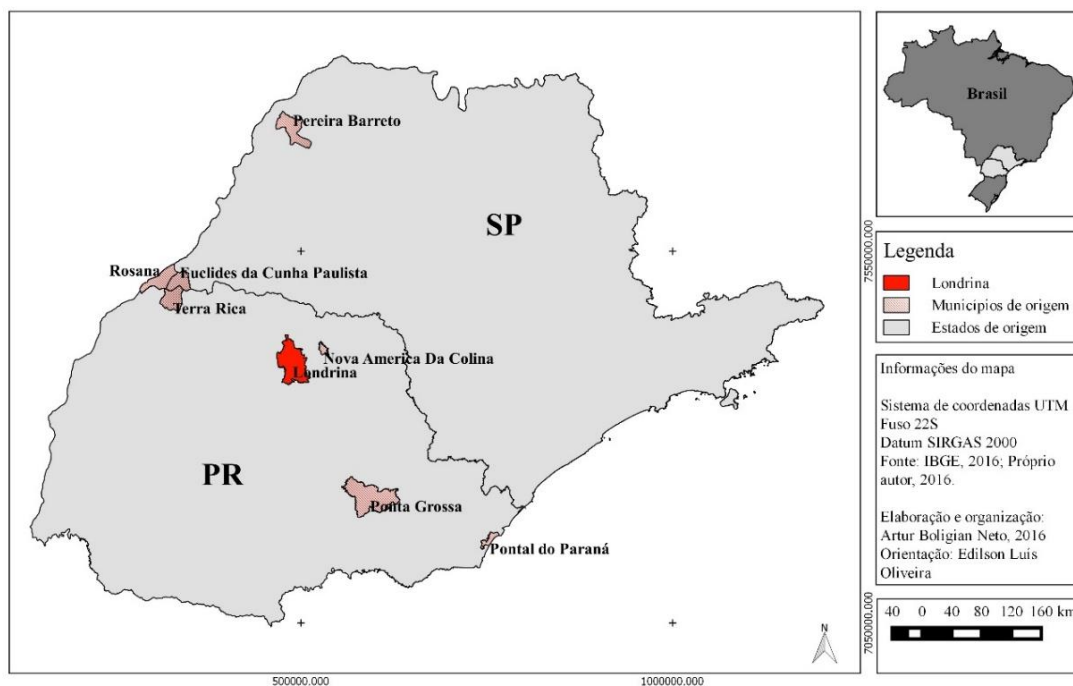 Pereira Barreto
SP
Rosana
Euclides da Cunha Paulista
Terra Rica
Nova America Da Colina
Londrina
PR
Ponta Grossa
Pontal do Paraná
N
500000.000
1000000.000
7550000.000
7050000.000
Brasil
Legenda
Londrina
Municípios de origem
Estados de origem
Informações do mapa
Sistema de coordenadas UTM
Fuso 22S
Datum SIRGAS 2000
Fonte: IBGE, 2016; Próprio
autor, 2016.
Elaboração e organização:
Artur Boligian Neto, 2016
Orientação: Edilson Luís
Oliveira
40 0 40 80 120 160 km